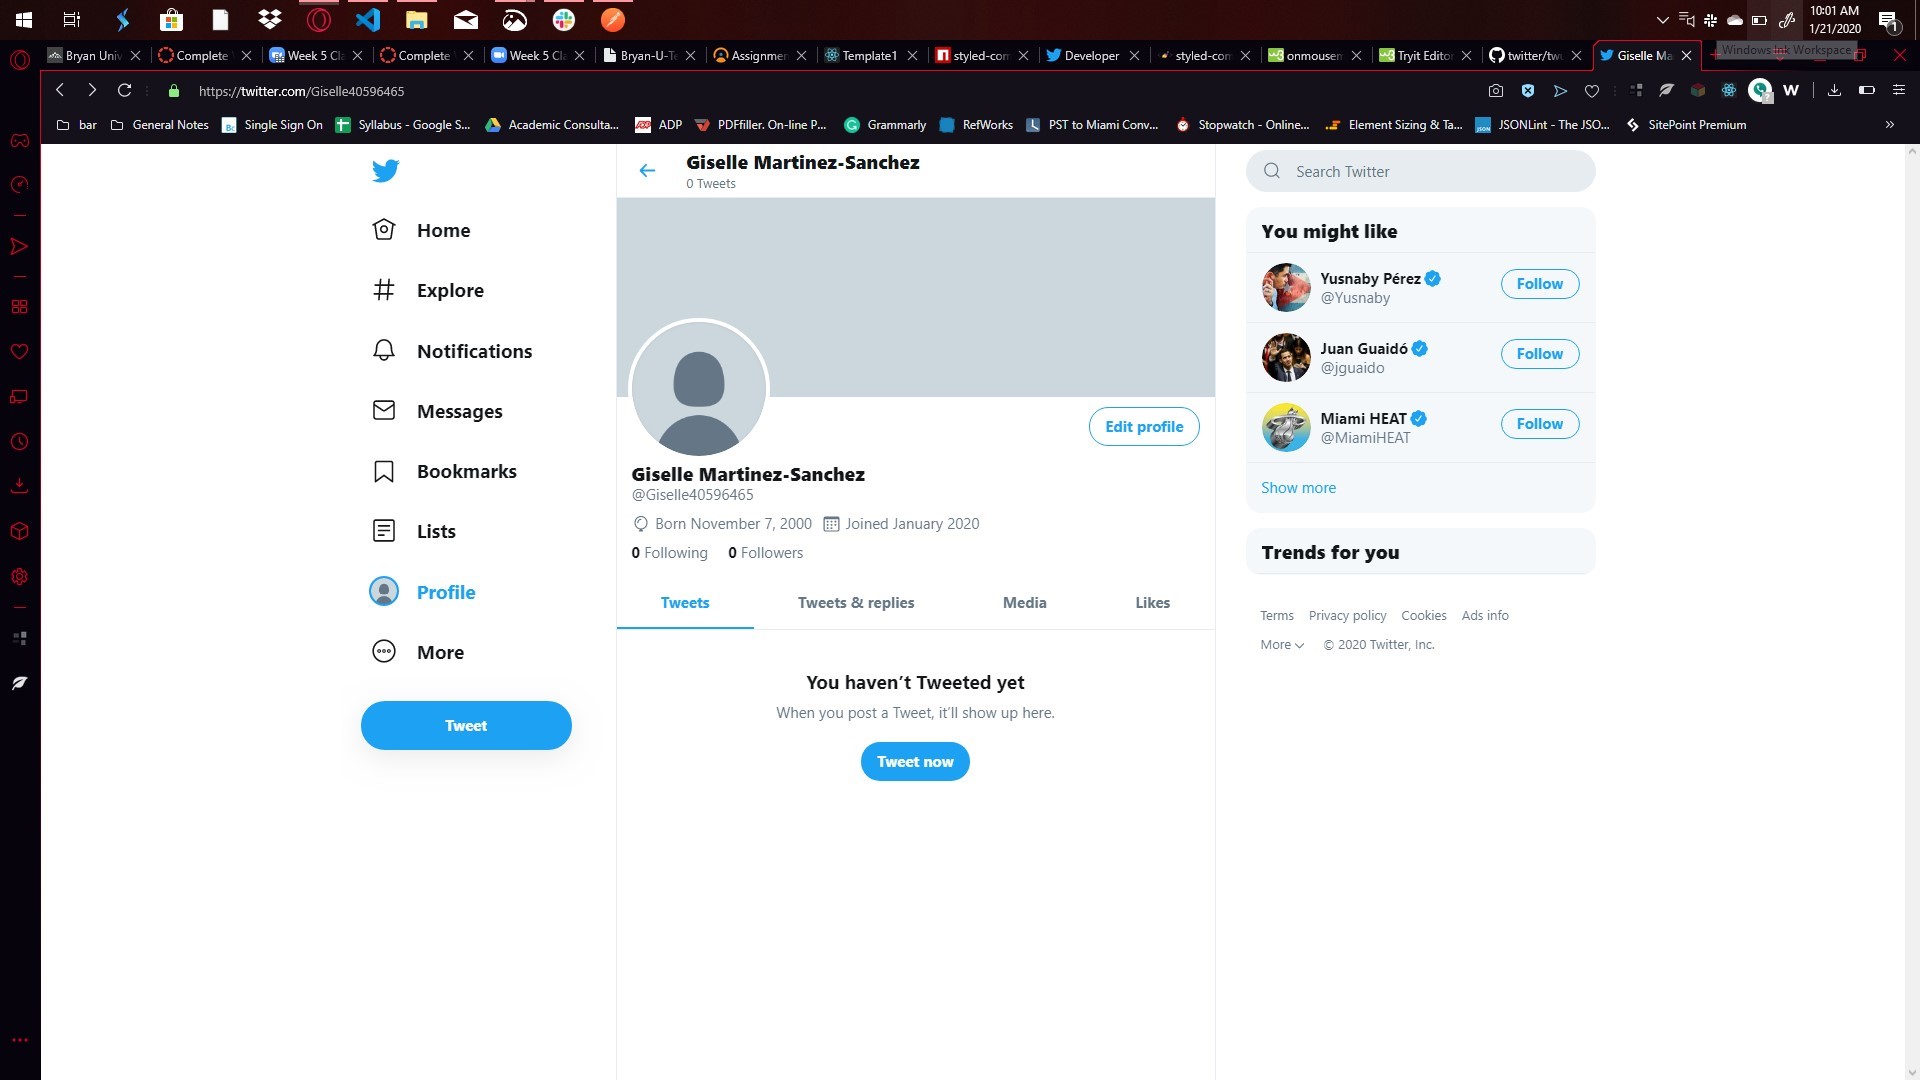 10:01 AM
1/21/2020
1
Bryan Univ
Complete
Week 5 Cl
Complete
Week 5 Cl
Bryan-U-Te
Assignmen
Template1
styled-com
Developer
styled-com
onmousem
Tryit Edito
twitter/tw
Giselle Ma
Windows Ink Workspace
https://twitter.com/Giselle40596465
bar
General Notes
Single Sign On
Syllabus - Google S...
Academic Consulta...
ADP
PDFfiller. On-line P...
Grammarly
RefWorks
PST to Miami Conv...
Stopwatch - Online...
Element Sizing & Ta...
JSONLint - The JSO...
SitePoint Premium
»
Home
Explore
Notifications
Messages
Bookmarks
Lists
Profile
More
Tweet
Giselle Martinez-Sanchez
0 Tweets
Edit profile
Giselle Martinez-Sanchez
@Giselle40596465
Born November 7, 2000 Joined January 2020
0 Following 0 Followers
Tweets Tweets & replies Media Likes
You haven’t Tweeted yet
When you post a Tweet, it’ll show up here.
Tweet now
Search Twitter
You might like
Yusnaby Pérez
@Yusnaby
Follow
Juan Guaidó
@jguaido
Follow
Miami HEAT
@MiamiHEAT
Follow
Show more
Trends for you
Terms Privacy policy Cookies Ads info
More © 2020 Twitter, Inc.